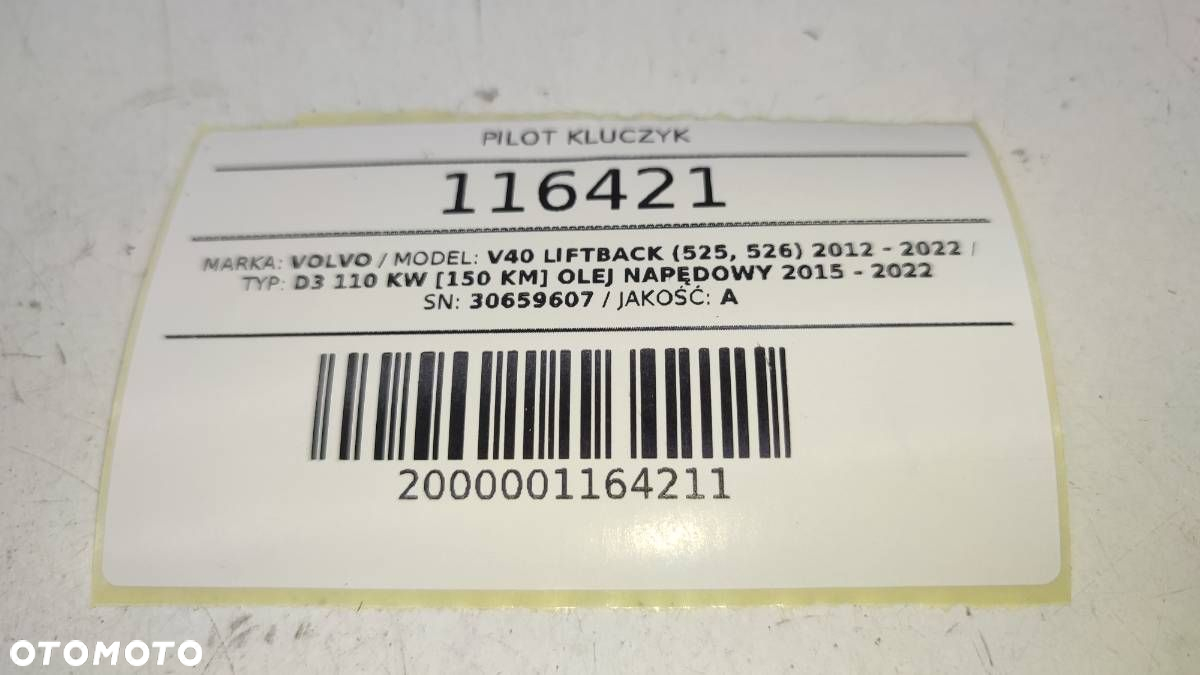 PILOT KLUCZYK
116421
MARKA: VOLVO / MODEL: V40 LIFTBACK (525, 526) 2012 - 2022 /
TYP: D3 110 KW [150 KM] OLEJ NAPĘDOWY 2015 - 2022
SN: 30659607 / JAKOŚĆ: A
2000001164211
OTOMOTO